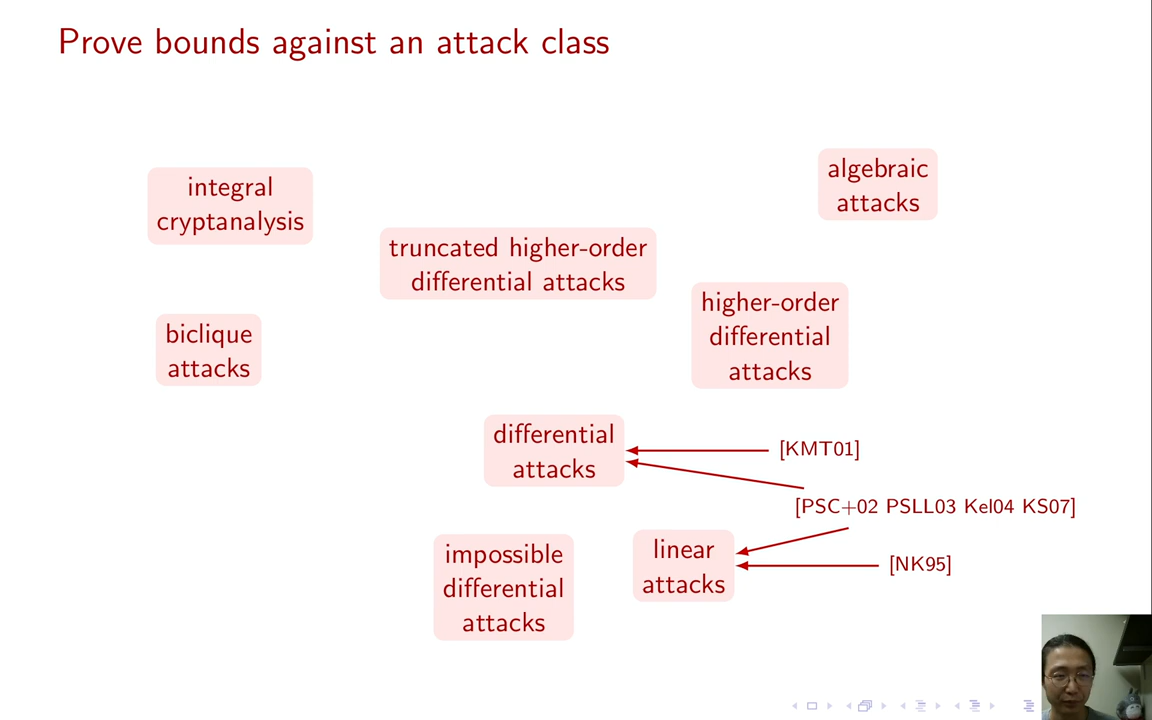 Prove bounds against an attack class
integral
cryptanalysis
algebraic
attacks
truncated higher-order
differential attacks
higher-order
differential
attacks
biclique
attacks
differential
attacks
[KMT01]
[PSC+02 PSLL03 Kel04 KS07]
impossible
differential
attacks
linear
attacks
[NK95]